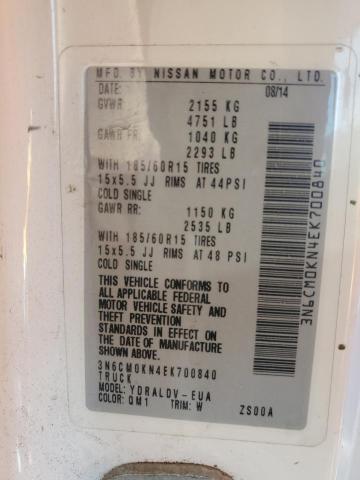 MFD. BY NISSAN MOTOR CO., LTD.
DATE: 08/14
GVWR 2155 KG
4751 LB
GAWR FR: 1040 KG
2293 LB
WITH 185/60R15 TIRES
15x5.5 JJ RIMS AT 44PSI
COLD SINGLE
GAWR RR: 1150 KG
2535 LB
WITH 185/60R15 TIRES
15x5.5 JJ RIMS AT 48 PSI
COLD SINGLE
THIS VEHICLE CONFORMS TO
ALL APPLICABLE FEDERAL
MOTOR VEHICLE SAFETY AND
THEFT PREVENTION
STANDARDS IN EFFECT ON
THE DATE OF MANUFACTURE
SHOWN ABOVE.
3N6CM0KN4EK700840
TRUCK
MODEL: YDRALDV-EUA
COLOR: QM1 TRIM: W ZS00A
3N6CM0KN4EK700840